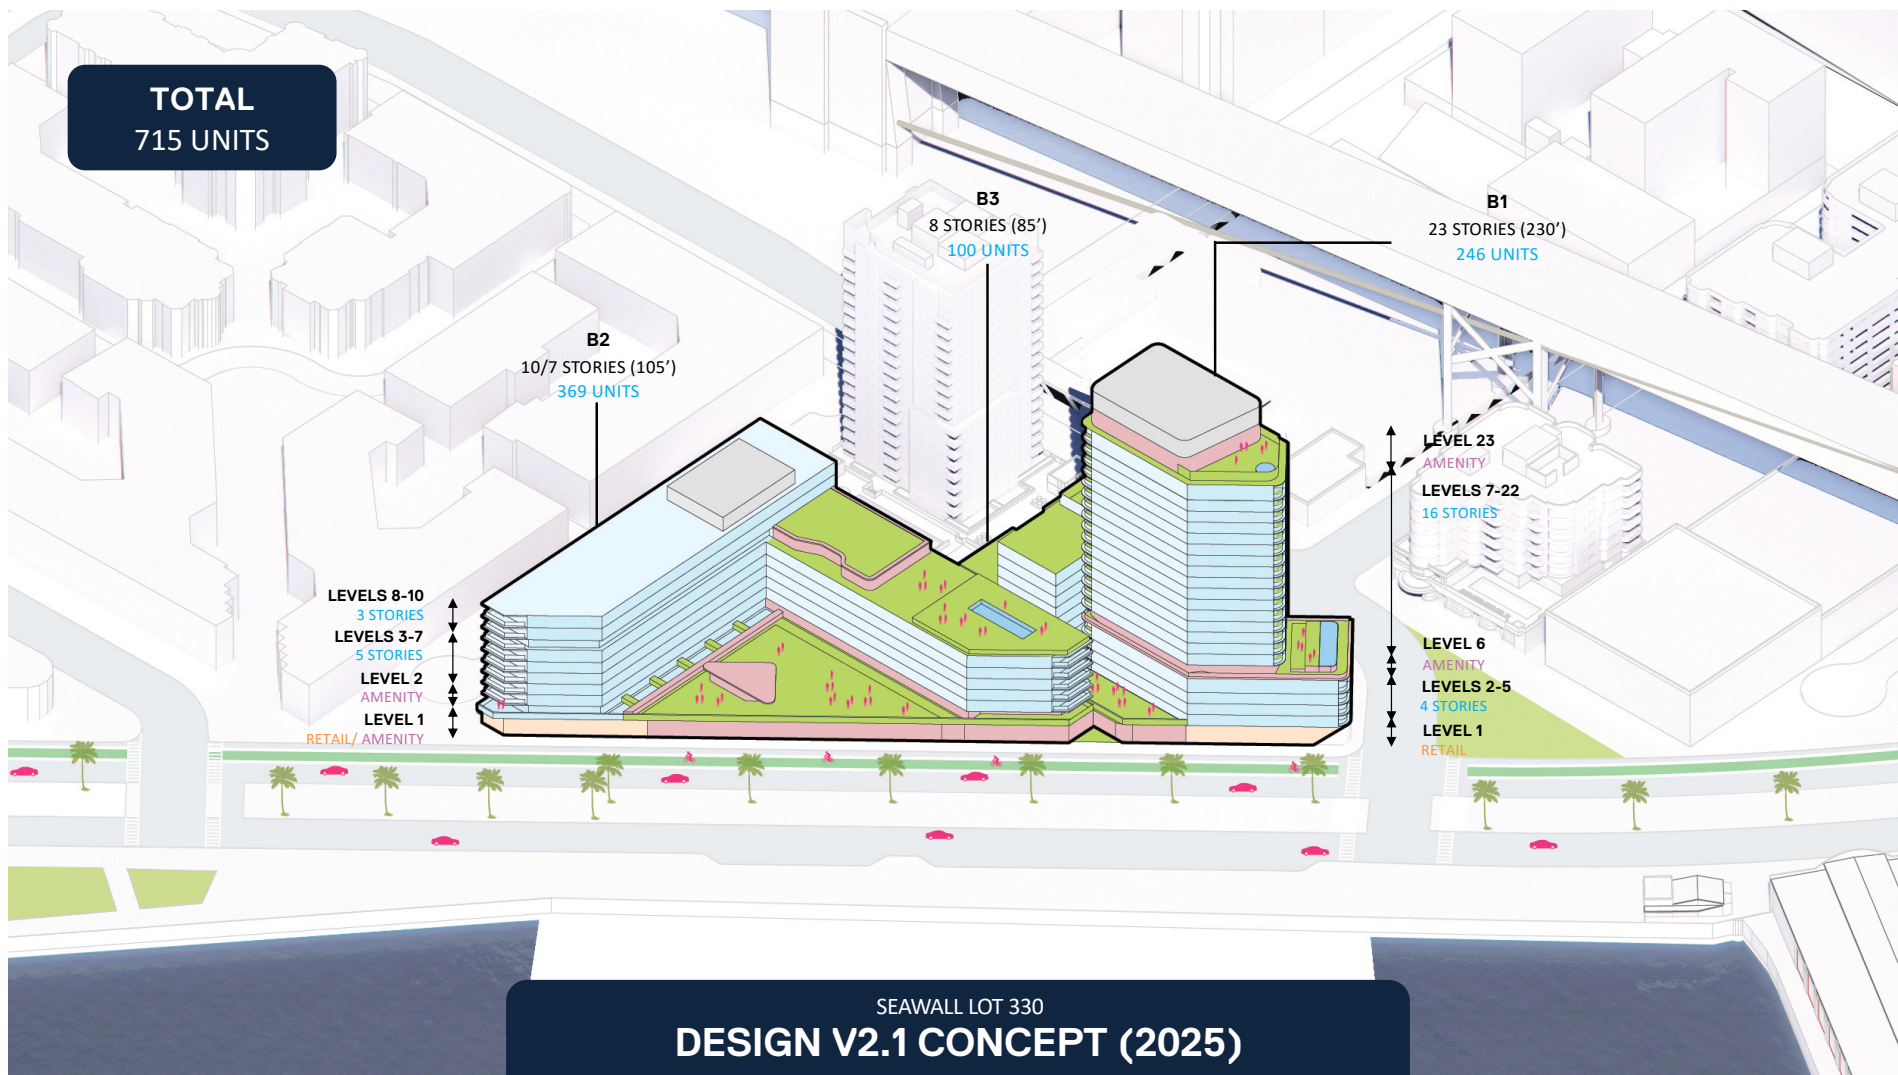 TOTAL
715 UNITS
B3
8 STORIES (85’)
100 UNITS
B1
23 STORIES (230’)
246 UNITS
B2
10/7 STORIES (105’)
369 UNITS
LEVELS 8-10
3 STORIES
LEVELS 3-7
5 STORIES
LEVEL 2
AMENITY
LEVEL 1
RETAIL/ AMENITY
LEVEL 23
AMENITY
LEVELS 7-22
16 STORIES
LEVEL 6
AMENITY
LEVELS 2-5
4 STORIES
LEVEL 1
RETAIL
SEAWALL LOT 330
DESIGN V2.1 CONCEPT (2025)